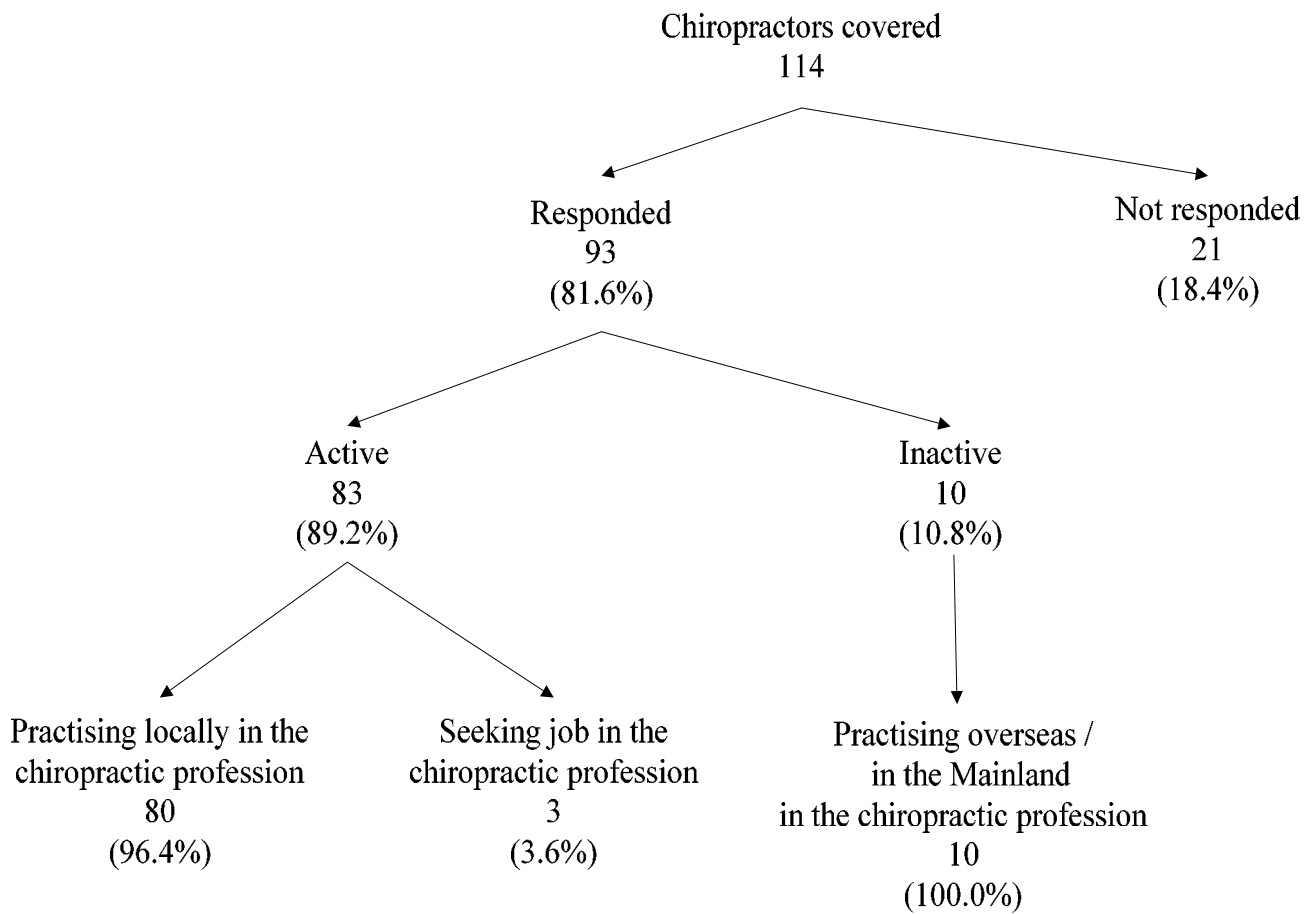 Chiropractors covered
114
Responded
93
(81.6%)
Not responded
21
(18.4%)
Active
83
(89.2%)
Inactive
10
(10.8%)
Practising locally in the
chiropractic profession
80
(96.4%)
Seeking job in the
chiropractic profession
3
(3.6%)
Practising overseas /
in the Mainland
in the chiropractic profession
10
(100.0%)